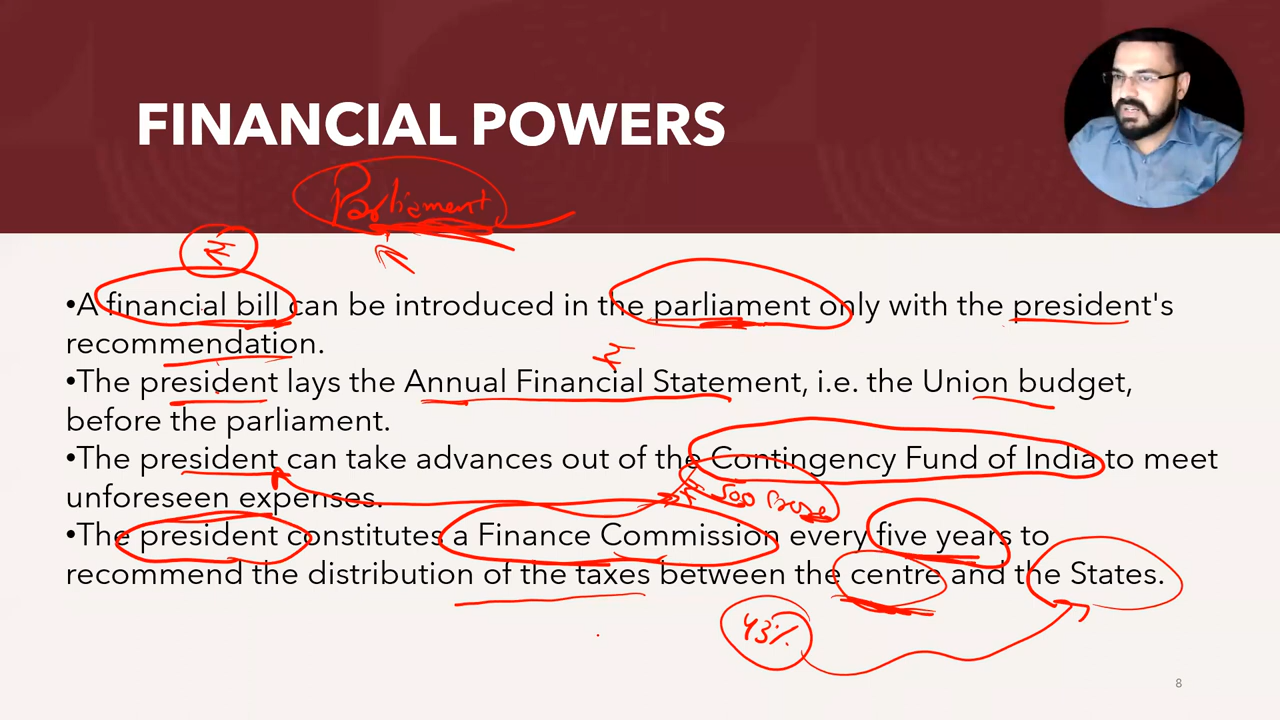 FINANCIAL POWERS
Parliament
₹
•A financial bill can be introduced in the parliament only with the president's
recommendation.
₹
•The president lays the Annual Financial Statement, i.e. the Union budget,
before the parliament.
•The president can take advances out of the Contingency Fund of India to meet
unforeseen expenses.
₹ 500 crore
•The president constitutes a Finance Commission every five years to
recommend the distribution of the taxes between the centre and the States.
43%
8